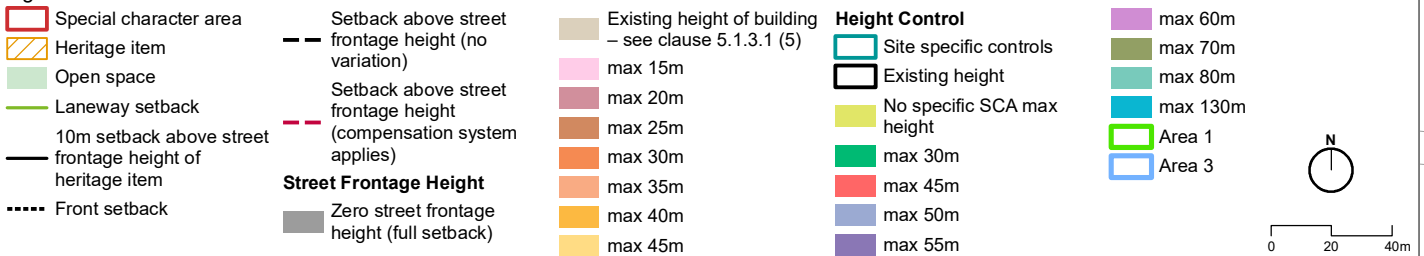 Special character area
Heritage item
Open space
Laneway setback
10m setback above street
frontage height of
heritage item
Front setback
Setback above street
frontage height (no
variation)
Setback above street
frontage height
(compensation system
applies)
Street Frontage Height
Zero street frontage
height (full setback)
Existing height of building
– see clause 5.1.3.1 (5)
max 15m
max 20m
max 25m
max 30m
max 35m
max 40m
max 45m
Height Control
Site specific controls
Existing height
No specific SCA max
height
max 30m
max 45m
max 50m
max 55m
max 60m
max 70m
max 80m
max 130m
Area 1
Area 3
N
0 20 40m